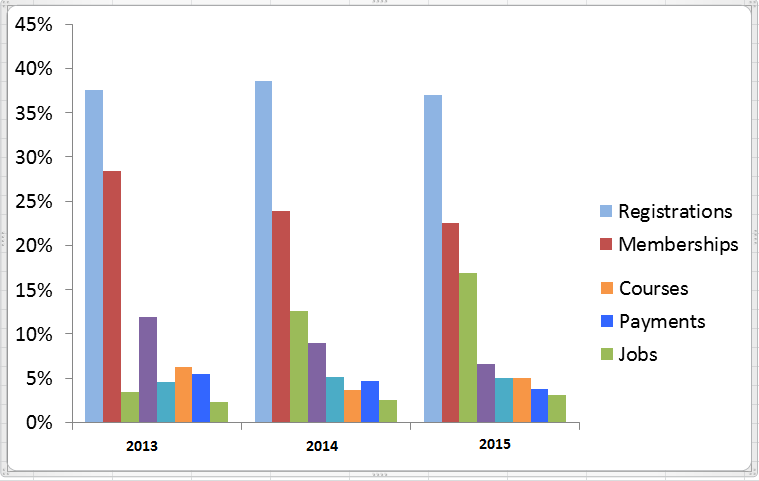 45%
40%
35%
30%
25%
20%
15%
10%
5%
0%
2013 2014 2015
Registrations
Memberships
Courses
Payments
Jobs